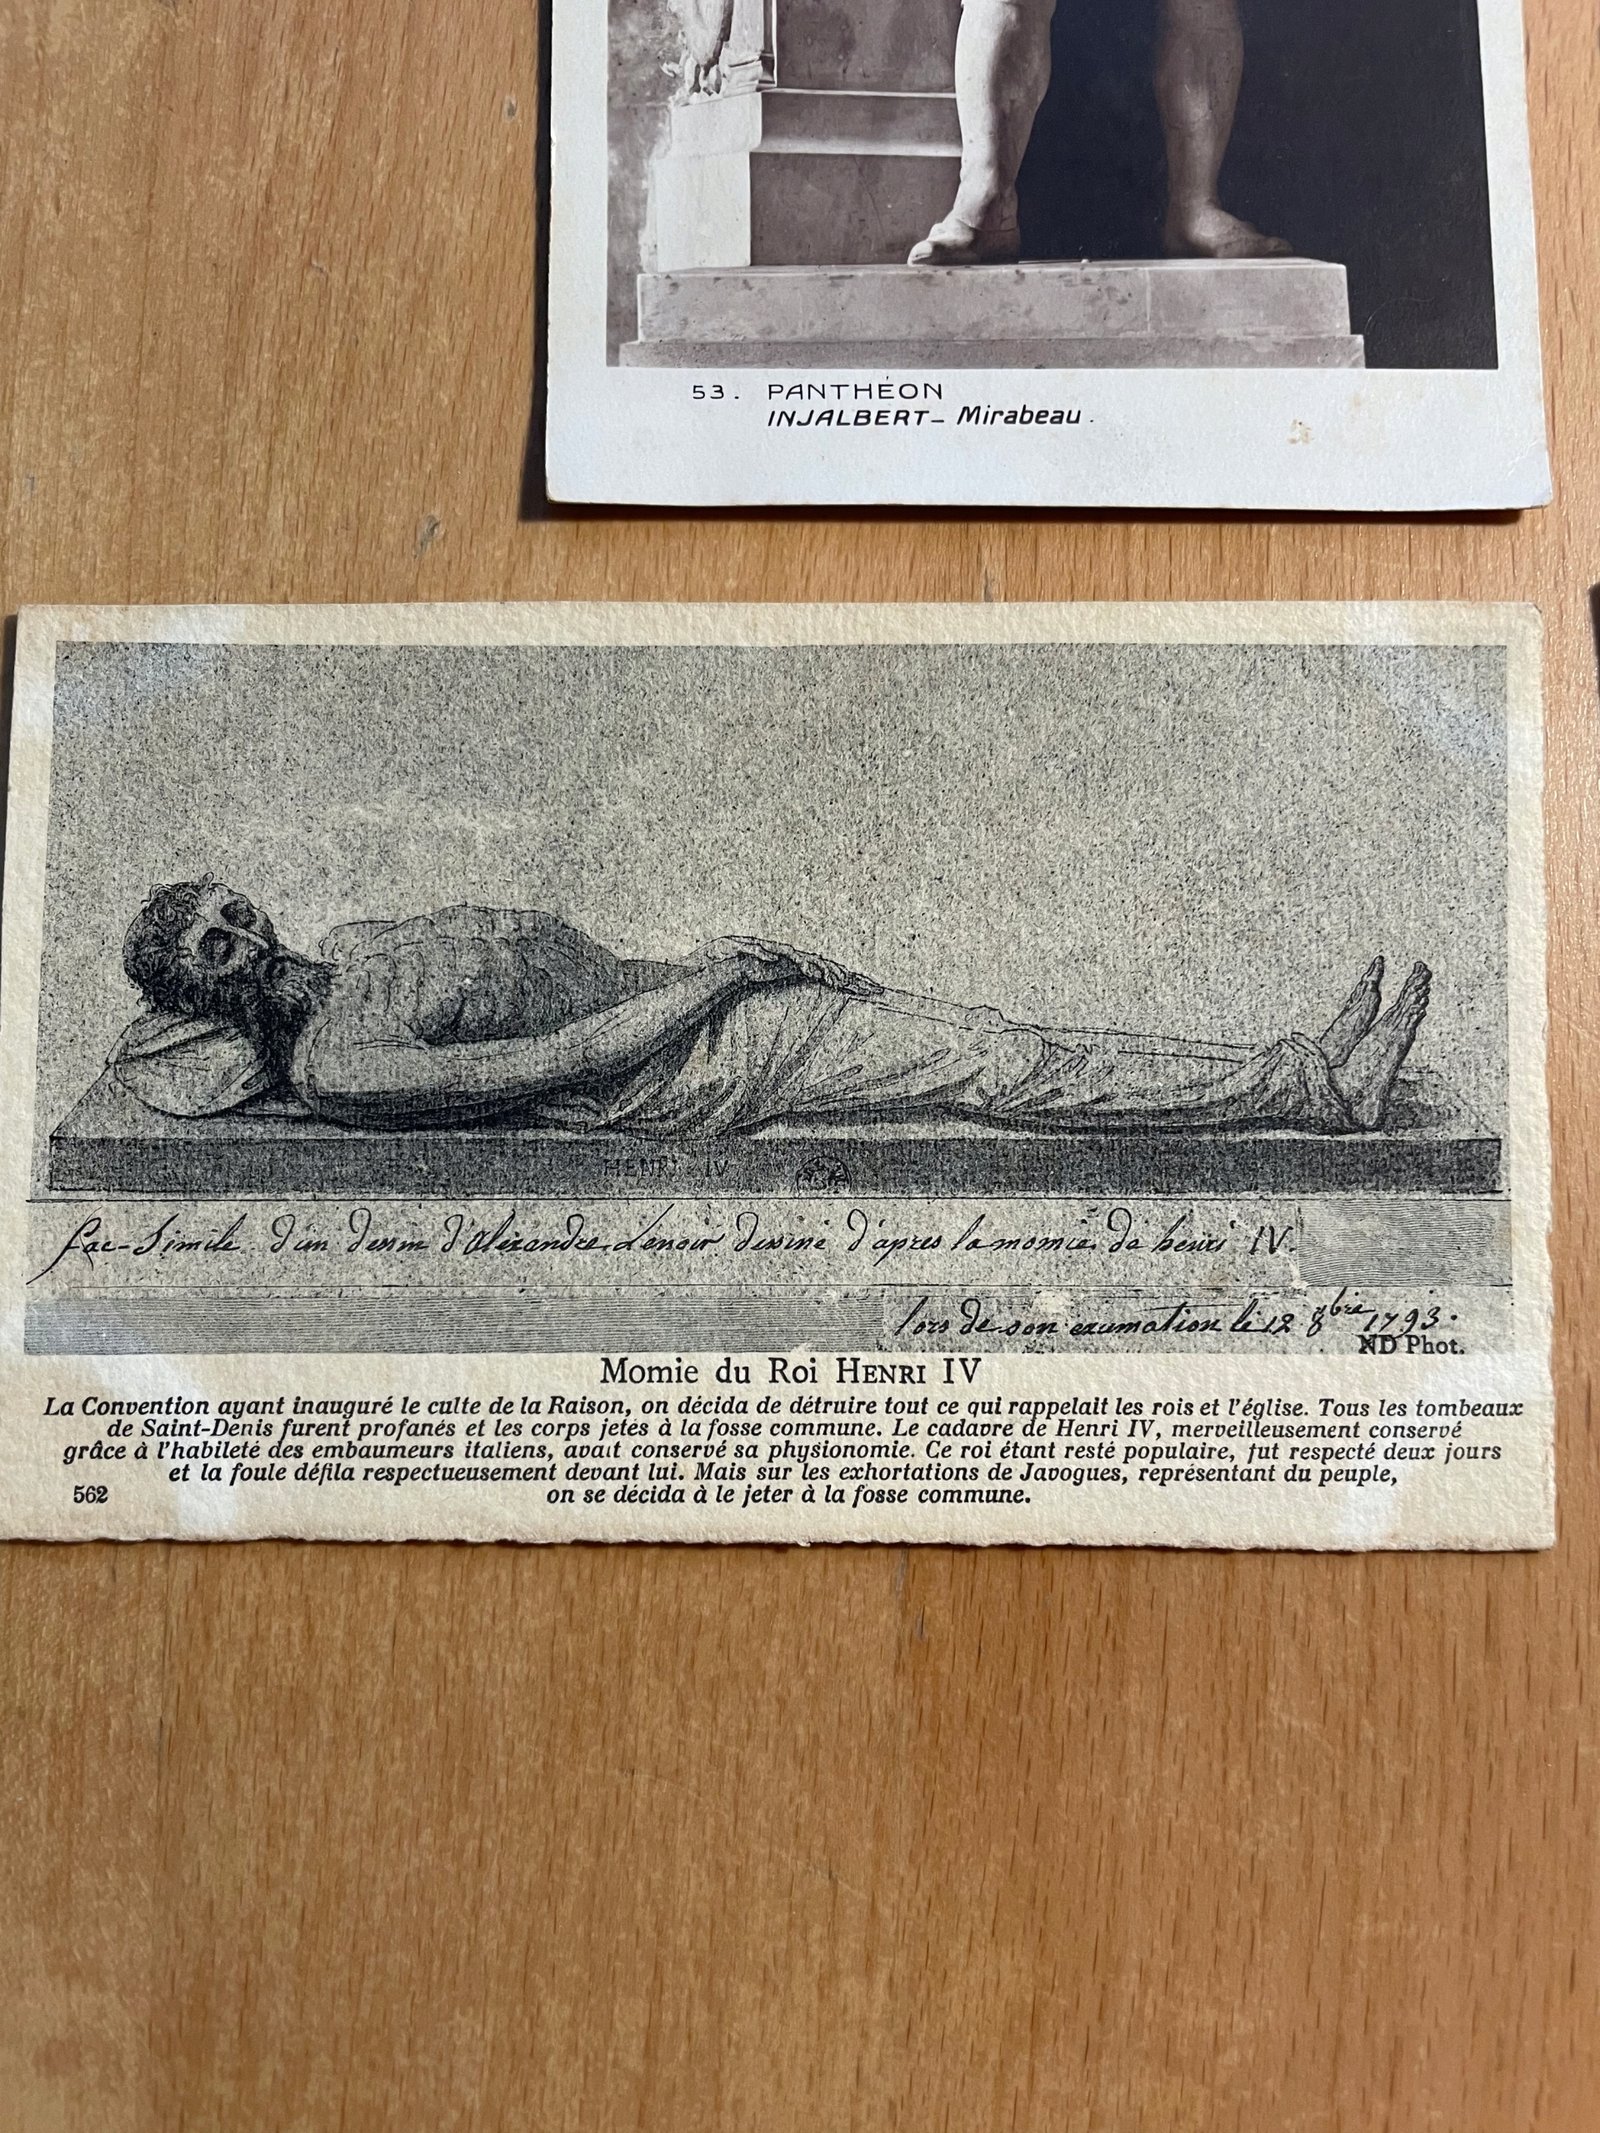 53. PANTHÉON
INJALBERT - Mirabeau.
HENRI IV
fac-Simile d'un dessin d'Alexandre Lenoir dessiné d'apres la momie de henri IV.
lors de son exumation le 12 8bre 1793.
ND Phot.
Momie du Roi HENRI IV
La Convention ayant inauguré le culte de la Raison, on décida de détruire tout ce qui rappelait les rois et l'église. Tous les tombeaux
de Saint-Denis furent profanés et les corps jetés à la fosse commune. Le cadavre de Henri IV, merveilleusement conservé
grâce à l'habileté des embaumeurs italiens, avait conservé sa physionomie. Ce roi étant resté populaire, fut respecté deux jours
et la foule défila respectueusement devant lui. Mais sur les exhortations de Javogues, représentant du peuple,
562 on se décida à le jeter à la fosse commune.